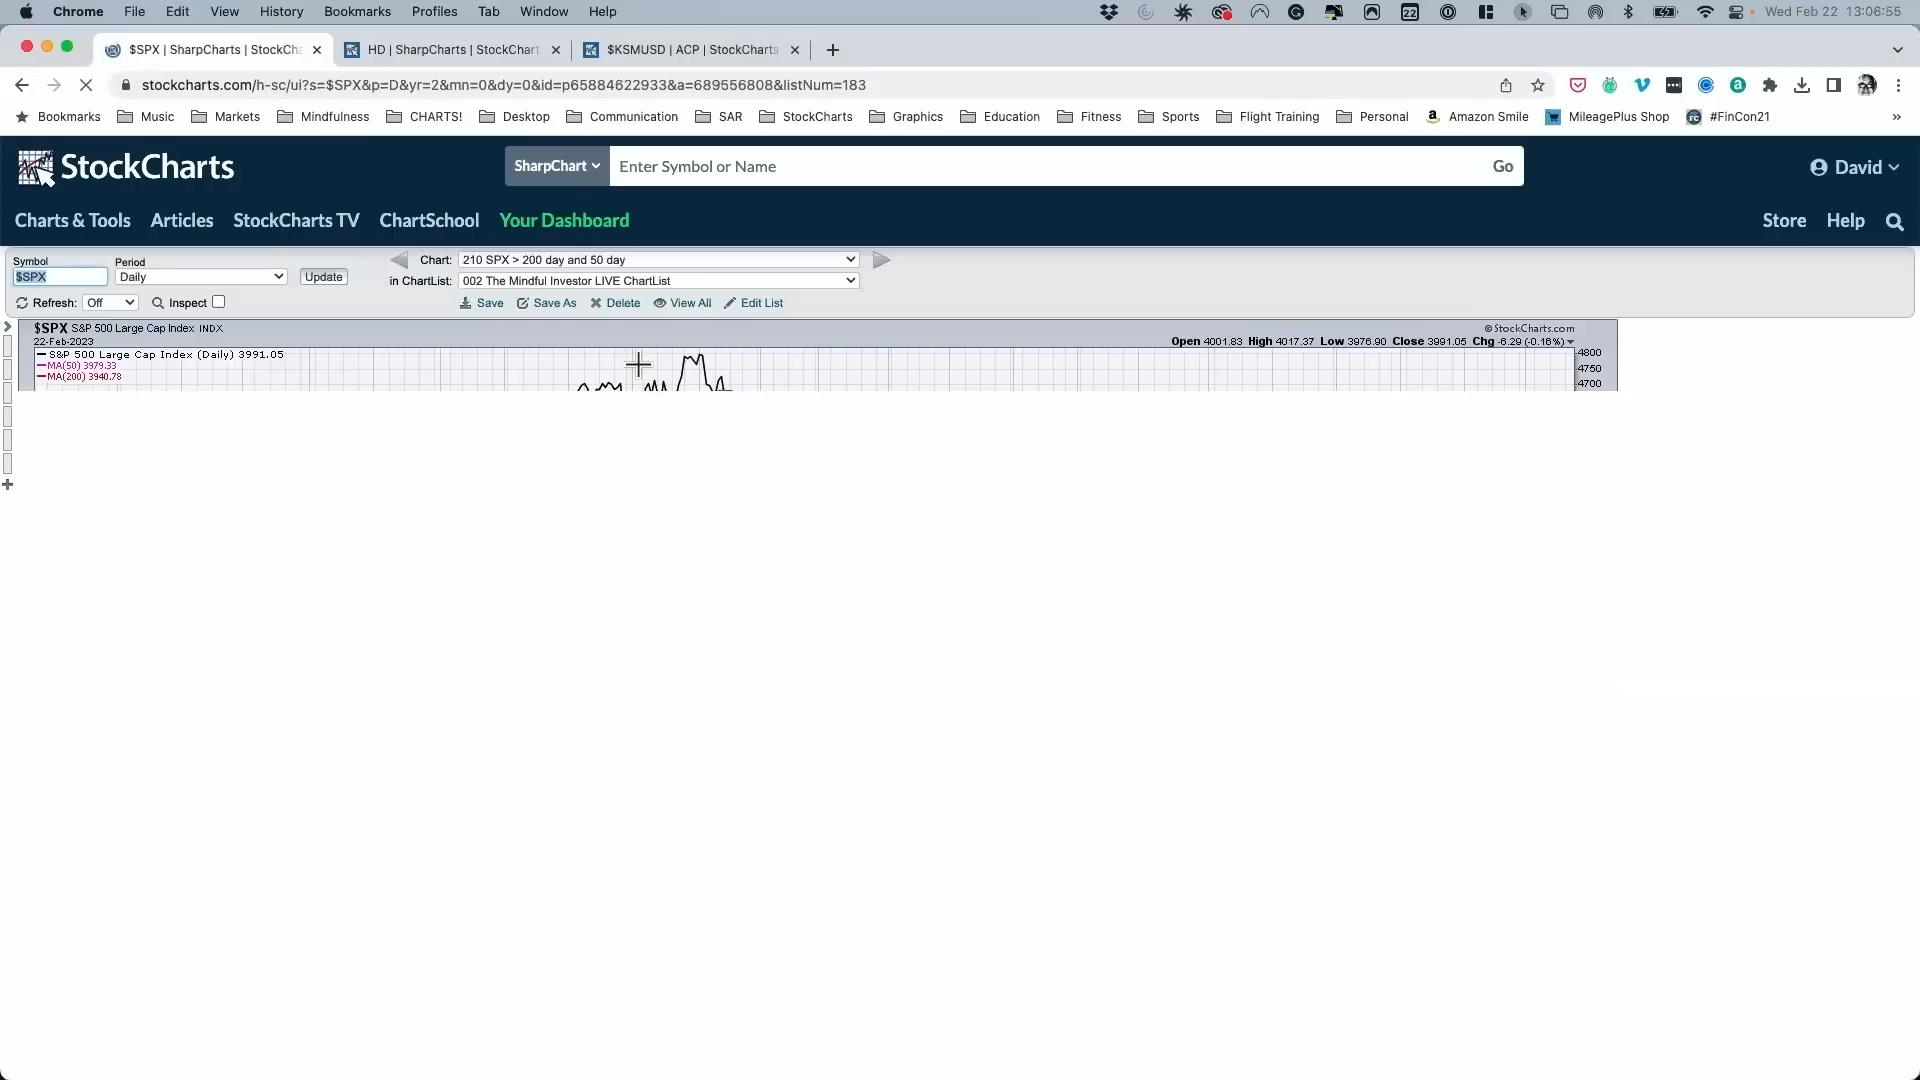 Chrome File Edit View History Bookmarks Profiles Tab Window Help 22 Wed Feb 22 13:06:55
$SPX | SharpCharts | StockCha HD | SharpCharts | StockChart $KSMUSD | ACP | StockCharts
stockcharts.com/h-sc/ui?s=$SPX&p=D&yr=2&mn=0&dy=0&id=p65884622933&a=689556808&listNum=183
Bookmarks Music Markets Mindfulness CHARTS! Desktop Communication SAR StockCharts Graphics Education Fitness Sports Flight Training Personal Amazon Smile MileagePlus Shop #FinCon21 »
StockCharts SharpChart Enter Symbol or Name Go David
Charts & Tools Articles StockCharts TV ChartSchool Your Dashboard Store Help
Symbol Period Chart: 210 SPX > 200 day and 50 day
$SPX Daily Update in ChartList: 002 The Mindful Investor LIVE ChartList
Refresh: Off Inspect Save Save As Delete View All Edit List
$SPX S&P 500 Large Cap Index INDX ©StockCharts.com
22-Feb-2023 Open 4001.83 High 4017.37 Low 3976.90 Close 3991.05 Chg -6.29 (-0.16%)
S&P 500 Large Cap Index (Daily) 3991.05 4800
MA(50) 3979.33 4750
MA(200) 3940.78 4700